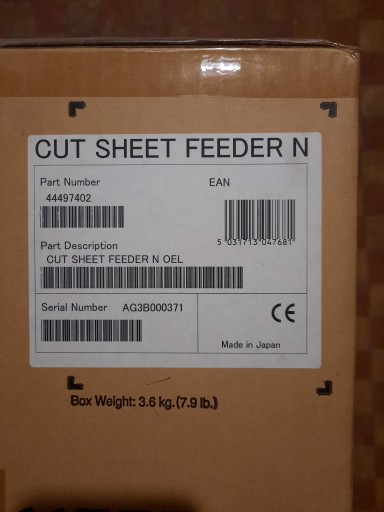 CUT SHEET FEEDER N
Part Number
44497402
EAN
5 031713 047681
Part Description
CUT SHEET FEEDER N OEL
Serial Number AG3B000371
CE
Made in Japan
Box Weight: 3.6 kg.(7.9 lb.)